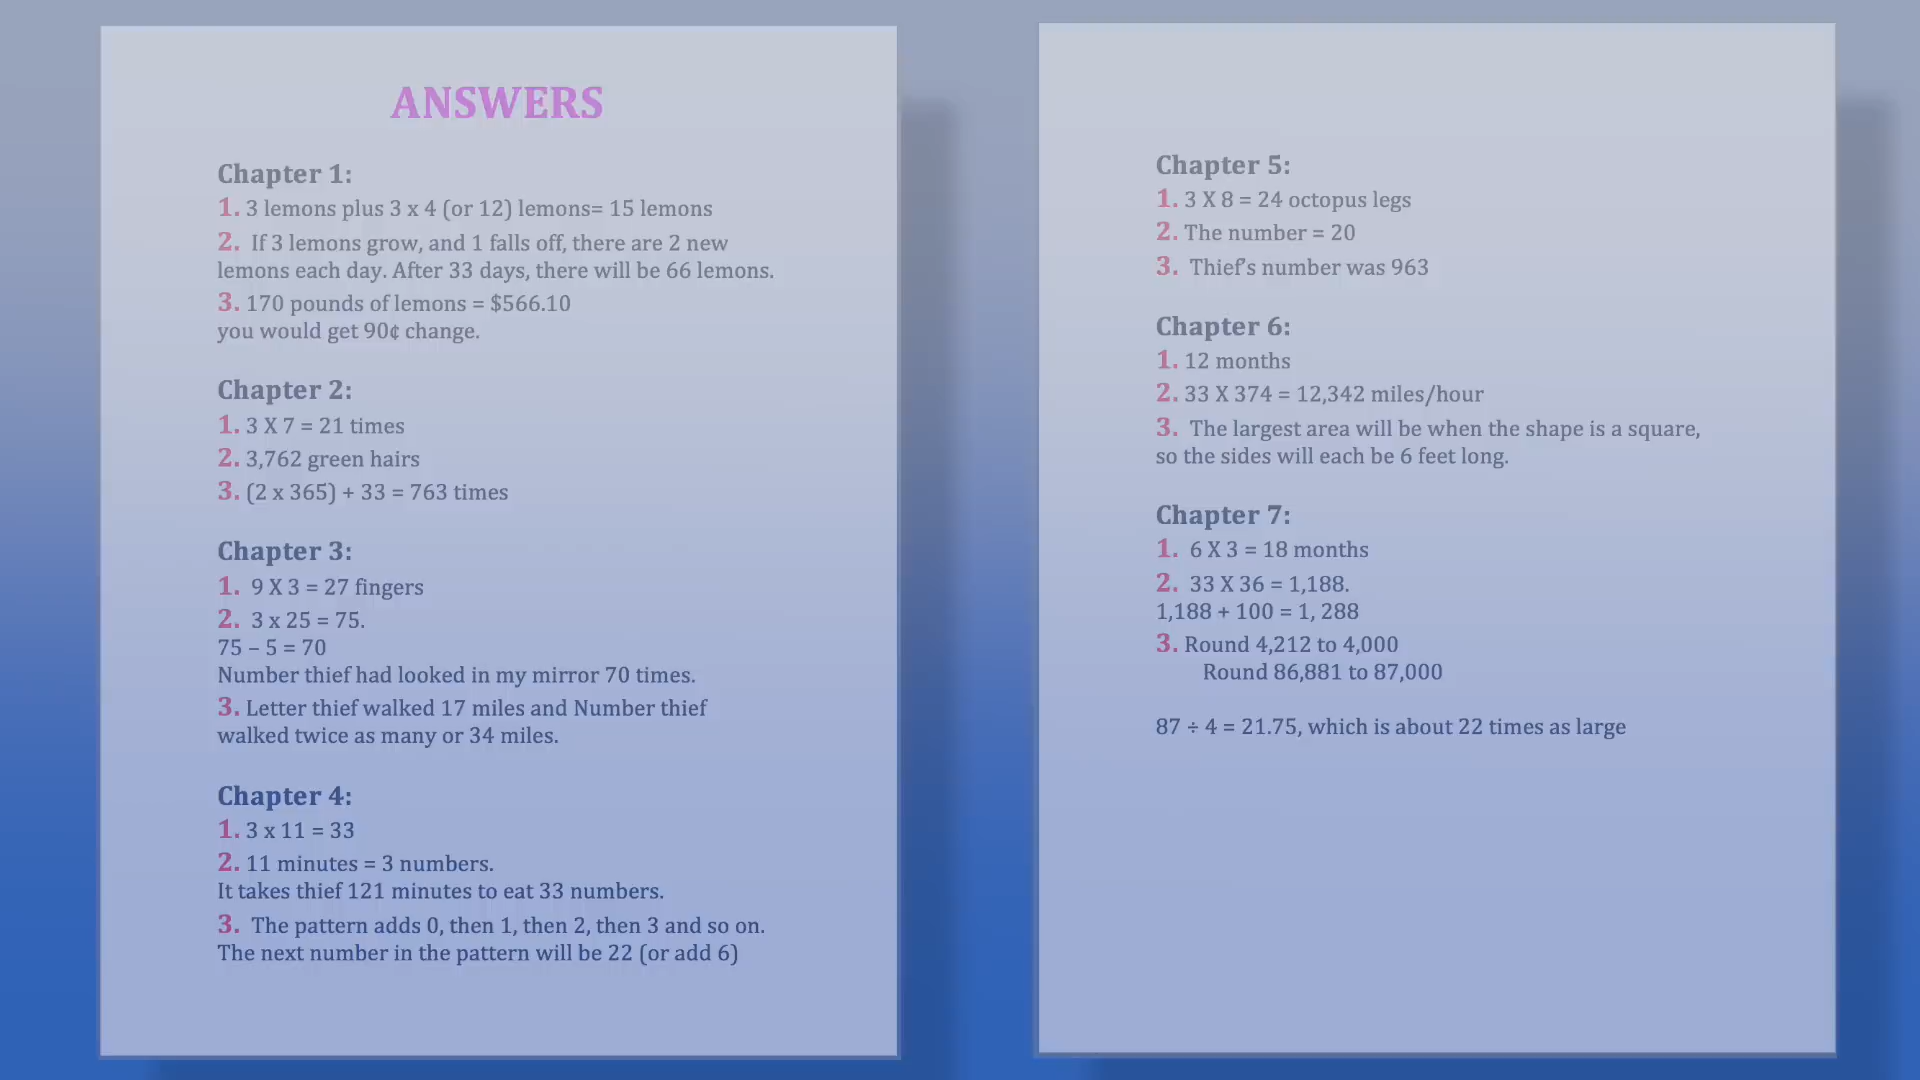 ANSWERS
Chapter 1:
1. 3 lemons plus 3 x 4 (or 12) lemons= 15 lemons
2. If 3 lemons grow, and 1 falls off, there are 2 new
lemons each day. After 33 days, there will be 66 lemons.
3. 170 pounds of lemons = $566.10
you would get 90¢ change.
Chapter 2:
1. 3 X 7 = 21 times
2. 3,762 green hairs
3. (2 x 365) + 33 = 763 times
Chapter 3:
1. 9 X 3 = 27 fingers
2. 3 x 25 = 75.
75 – 5 = 70
Number thief had looked in my mirror 70 times.
3. Letter thief walked 17 miles and Number thief
walked twice as many or 34 miles.
Chapter 4:
1. 3 x 11 = 33
2. 11 minutes = 3 numbers.
It takes thief 121 minutes to eat 33 numbers.
3. The pattern adds 0, then 1, then 2, then 3 and so on.
The next number in the pattern will be 22 (or add 6)
Chapter 5:
1. 3 X 8 = 24 octopus legs
2. The number = 20
3. Thief’s number was 963
Chapter 6:
1. 12 months
2. 33 X 374 = 12,342 miles/hour
3. The largest area will be when the shape is a square,
so the sides will each be 6 feet long.
Chapter 7:
1. 6 X 3 = 18 months
2. 33 X 36 = 1,188.
1,188 + 100 = 1, 288
3. Round 4,212 to 4,000
Round 86,881 to 87,000
87 ÷ 4 = 21.75, which is about 22 times as large